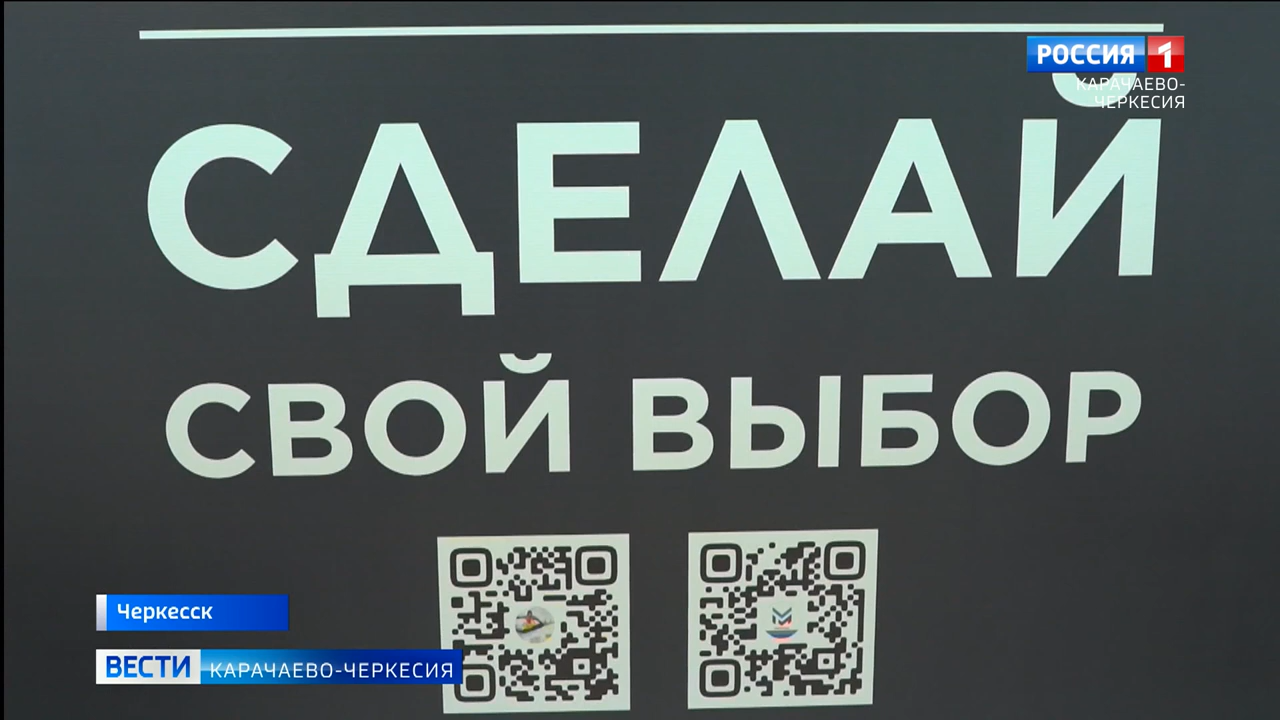 РОССИЯ 1
КАРАЧАЕВО-
ЧЕРКЕСИЯ
СДЕЛАЙ
СВОЙ ВЫБОР
Черкесск
ВЕСТИ КАРАЧАЕВО-ЧЕРКЕСИЯ